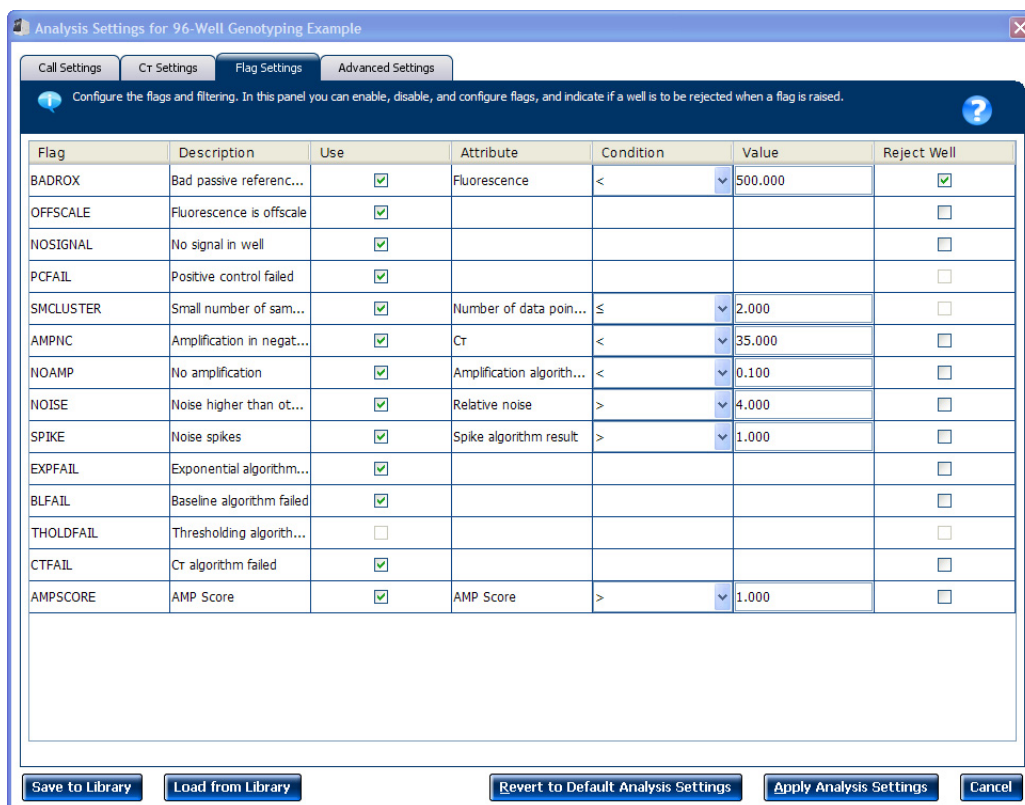 Analysis Settings for 96-Well Genotyping Example
Call Settings Cт Settings Flag Settings Advanced Settings
Configure the flags and filtering. In this panel you can enable, disable, and configure flags, and indicate if a well is to be rejected when a flag is raised.
?
Flag Description Use Attribute Condition Value Reject Well
BADROX Bad passive referenc... Fluorescence < 500.000
OFFSCALE Fluorescence is offscale
NOSIGNAL No signal in well
PCFAIL Positive control failed
SMCLUSTER Small number of sam... Number of data poin... ≤ 2.000
AMPNC Amplification in negat... Cт < 35.000
NOAMP No amplification Amplification algorith... < 0.100
NOISE Noise higher than ot... Relative noise > 4.000
SPIKE Noise spikes Spike algorithm result > 1.000
EXPFAIL Exponential algorithm...
BLFAIL Baseline algorithm failed
THOLDFAIL Thresholding algorith...
CTFAIL Cт algorithm failed
AMPSCORE AMP Score AMP Score > 1.000
Save to Library Load from Library Revert to Default Analysis Settings Apply Analysis Settings Cancel